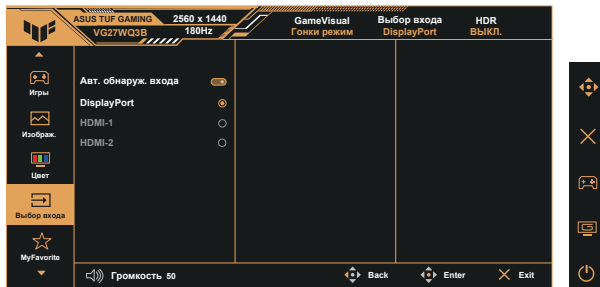 ASUS TUF GAMING 2560 x 1440
VG27WQ3B 180Hz
GameVisual Выбор входа HDR
Гонки режим DisplayPort ВЫКЛ.
Игры
Изображ.
Цвет
Выбор входа
MyFavorite
Авт. обнаруж. входа
DisplayPort
HDMI-1
HDMI-2
Громкость 50
Back Enter Exit